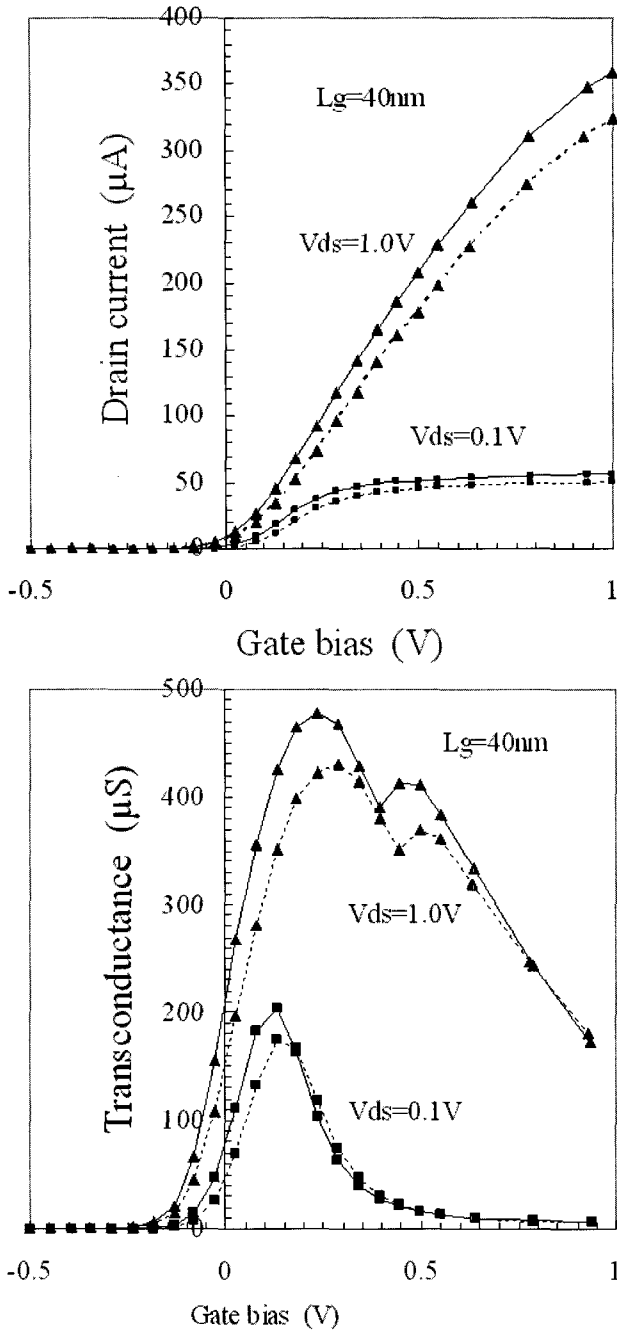 400
350
300
250
200
150
100
50
0
Drain current (µA)
Lg=40nm
Vds=1.0V
Vds=0.1V
-0.5
0
0.5
1
Gate bias (V)
500
400
300
200
100
0
Transconductance (µS)
Lg=40nm
Vds=1.0V
Vds=0.1V
-0.5
0
0.5
1
Gate bias (V)